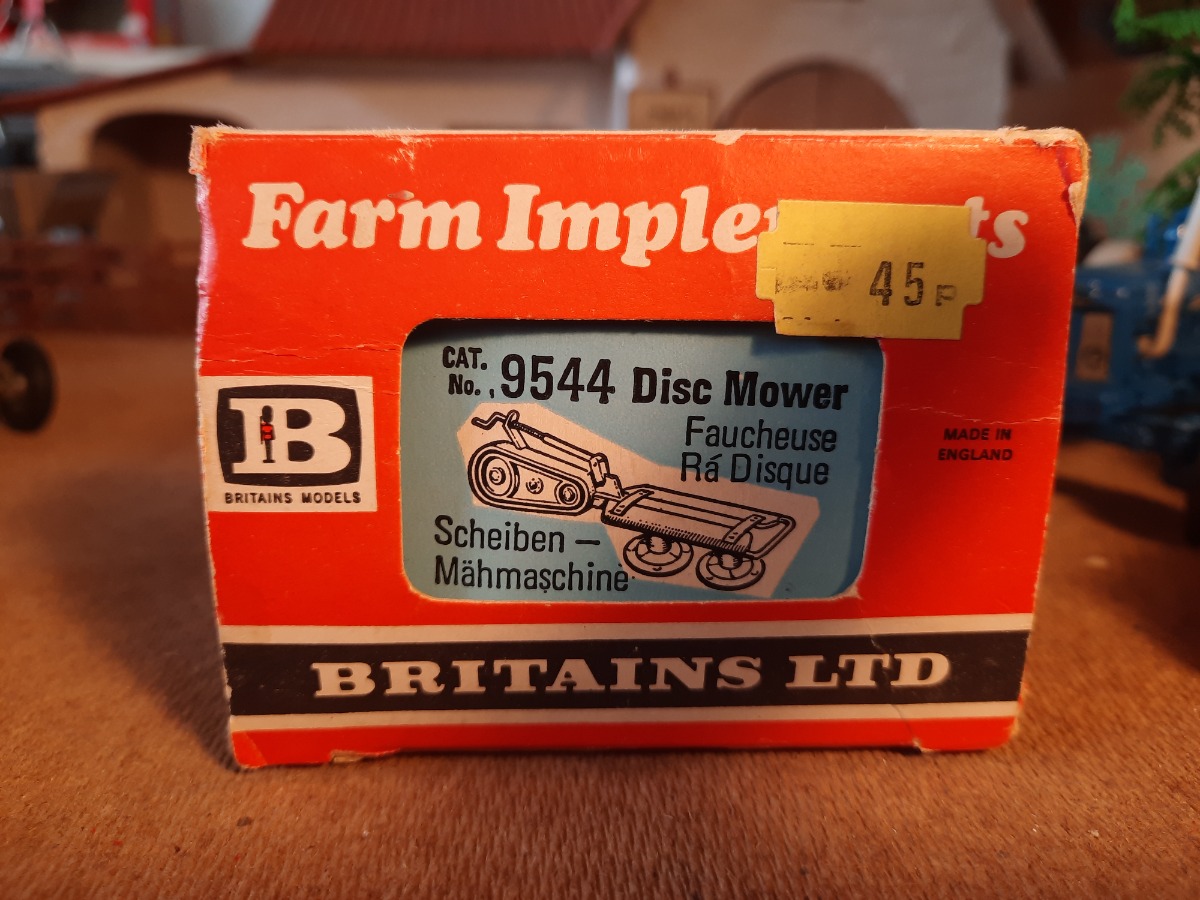 Farm Imple ts
45P
CAT.
No. 9544 Disc Mower
Faucheuse
Rá Disque
Scheiben –
Mähmaschine
B
BRITAINS MODELS
MADE IN
ENGLAND
BRITAINS LTD